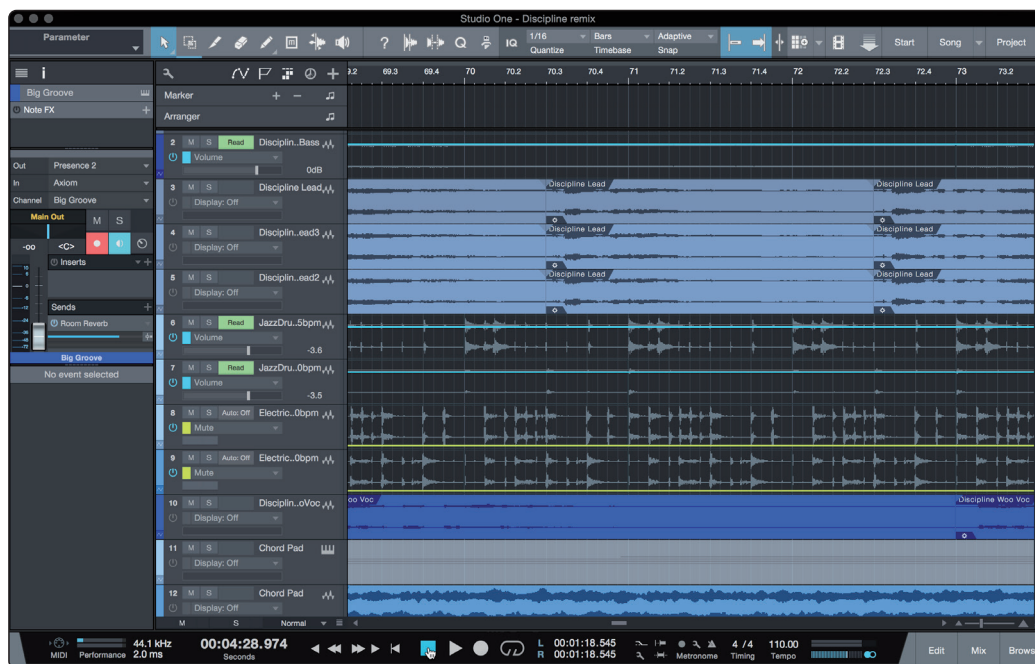 Studio One - Discipline remix
Parameter
IQ
1/16
Quantize
Bars
Timebase
Adaptive
Snap
Start
Song
Project
Big Groove
Note FX
Out Presence 2
In Axiom
Channel Big Groove
Main Out
M S
-oo <C>
Inserts
Sends
Room Reverb
Big Groove
No event selected
Marker
Arranger
9.2 69.3 69.4 70 70.2 70.3 70.4 71 71.2 71.3 71.4 72 72.2 72.3 72.4 73 73.2
2 M S Read Disciplin..Bass
Volume
0dB
3 M S Discipline Lead
Display: Off
Discipline Lead Discipline Lead
4 M S Disciplin..ead3
Display: Off
Discipline Lead Discipline Lead
5 M S Disciplin..ead2
Display: Off
Discipline Lead Discipline Lead
6 M S Read JazzDru..5bpm
Volume
-3.6
7 M S Read JazzDru..0bpm
Volume
-3.5
8 M S Auto: Off Electric..0bpm
Mute
9 M S Auto: Off Electric..0bpm
Mute
10 M S Disciplin..oVoc
Display: Off
oo Voc Discipline Woo Voc
11 M S Chord Pad
Display: Off
12 M S Chord Pad
Display: Off
M S Normal
MIDI
Performance
44.1 kHz
2.0 ms
00:04:28.974
Seconds
L 00:01:18.545
R 00:01:18.545
Metronome
4 / 4
Timing
110.00
Tempo
Edit
Mix
Brows